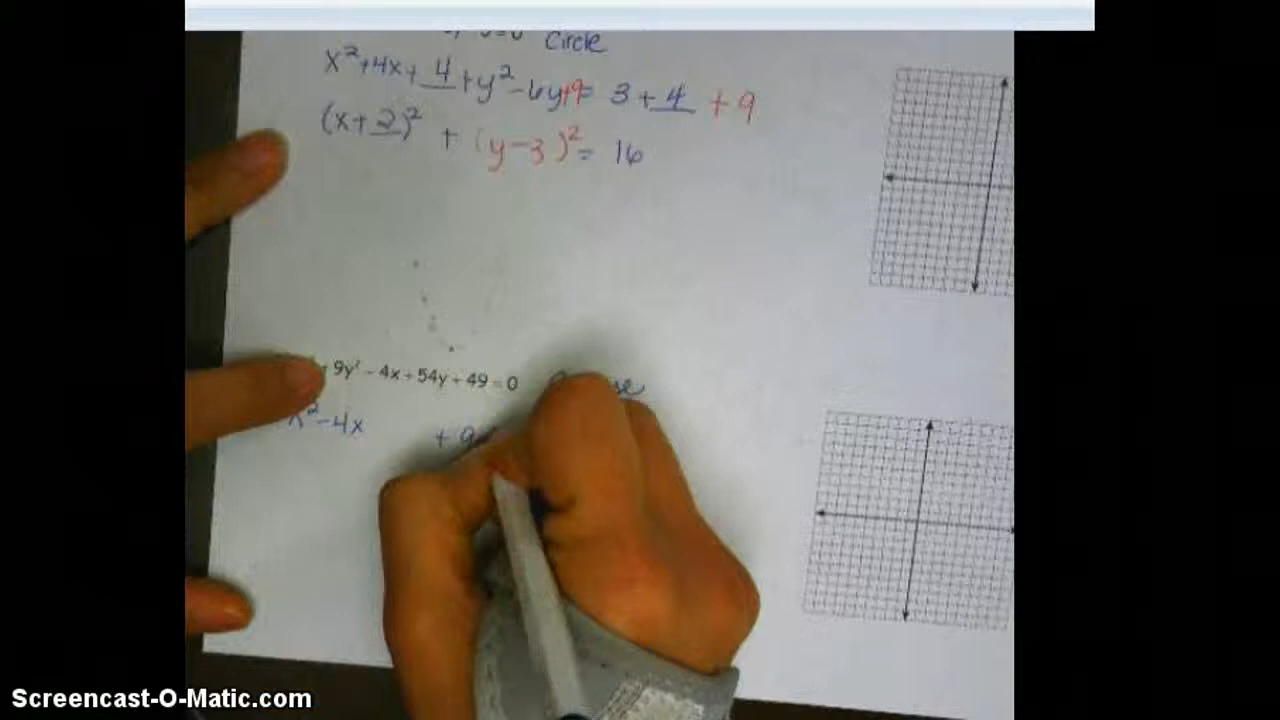 Circle
x²+4x+ 4 +y²-6y+9= 3+ 4 + 9
(x+2)² + (y-3)² = 16
+ 9y² - 4x + 54y + 49 = 0
x²-4x + 9
Screencast-O-Matic.com